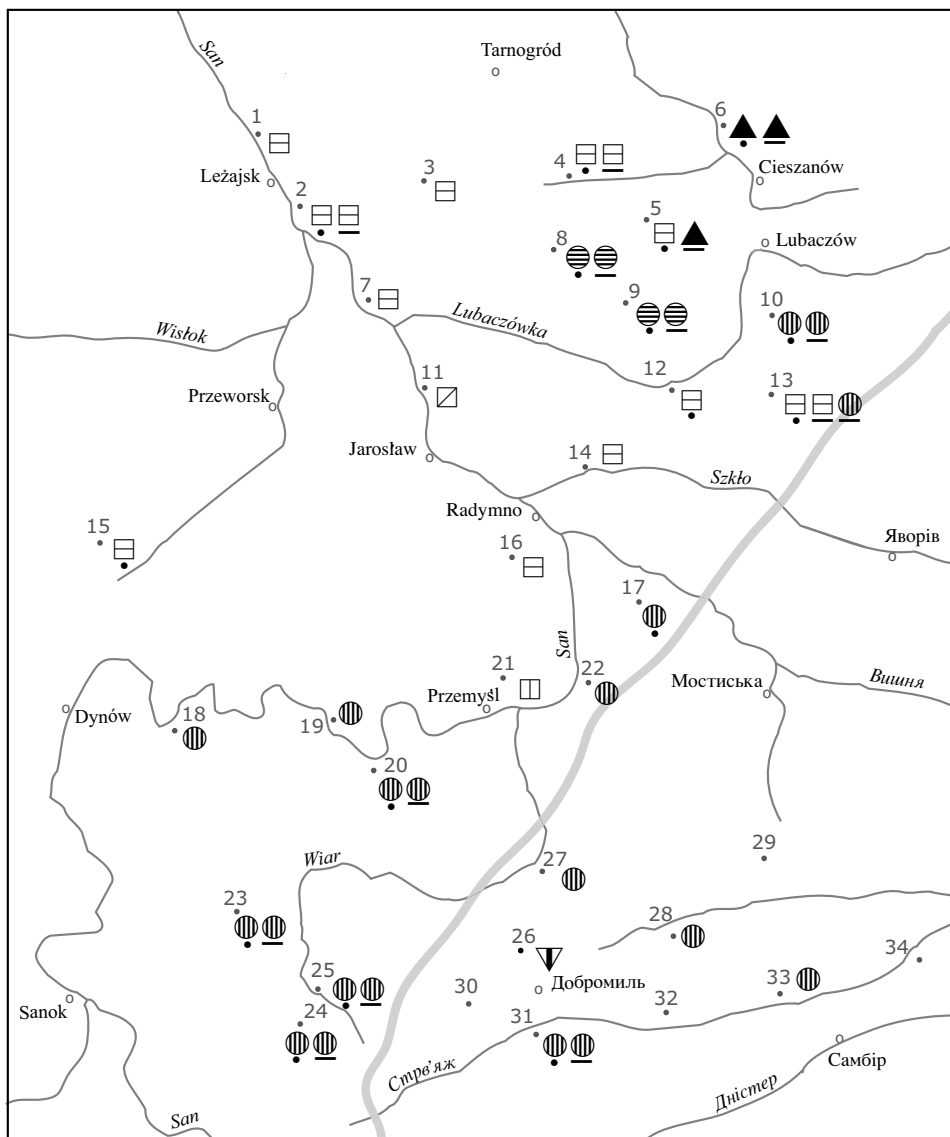 San
Tarnogród
1
6
Leżajsk
3
4
Cieszanów
2
5
8
Lubaczów
7
9
10
Wisłok
Lubaczówka
Przeworsk
11
12
13
Jarosław
14
Szkło
Radymno
15
16
Яворів
17
San
21
22
Мостиська
Вишня
Dynów
18
19
Przemyśl
20
29
Wiar
27
23
28
26
34
25
30
Добромиль
33
Sanok
24
31
32
Стрв'яж
Самбір
Дністер
San